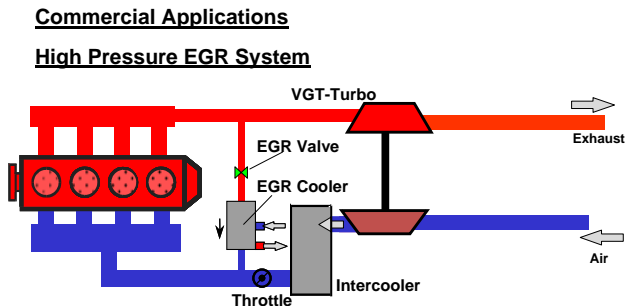 Commercial Applications
High Pressure EGR System
VGT-Turbo
Exhaust
EGR Valve
EGR Cooler
Air
Intercooler
Throttle